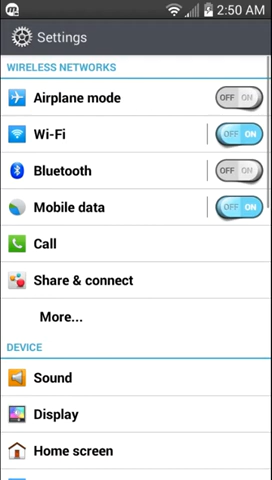 2:50 AM
Settings
WIRELESS NETWORKS
Airplane mode OFF ON
Wi-Fi OFF ON
Bluetooth OFF ON
Mobile data OFF ON
Call
Share & connect
More...
DEVICE
Sound
Display
Home screen